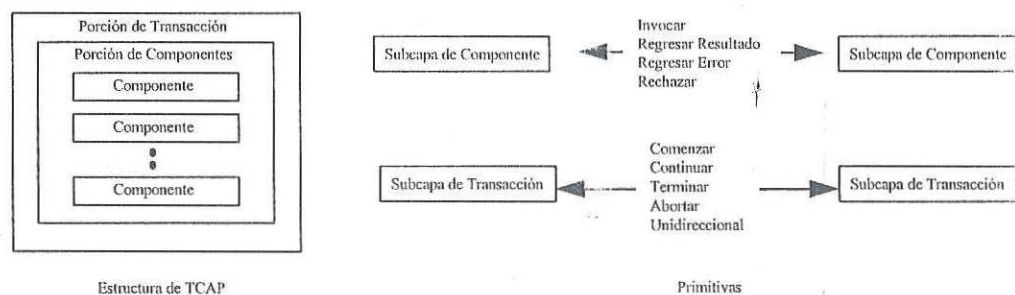 Porción de Transacción
Porción de Componentes
Componente
Componente
Componente
Estructura de TCAP
Subcapa de Componente
Invocar
Regresar Resultado
Regresar Error
Rechazar
Subcapa de Componente
Subcapa de Transacción
Comenzar
Continuar
Terminar
Abortar
Unidireccional
Subcapa de Transacción
Primitivas